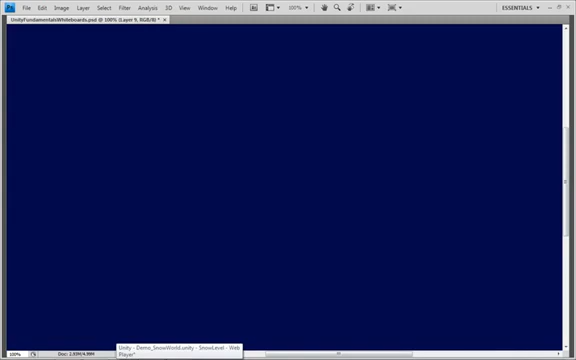 Ps File Edit Image Layer Select Filter Analysis 3D View Window Help 100% ESSENTIALS
UnityFundamentalsWhiteboards.psd @ 100% (Layer 9, RGB/8) *
Unity - Demo_SnowWorld.unity - SnowLevel - Web
Player*
100% Doc: 2.93M/4.98M